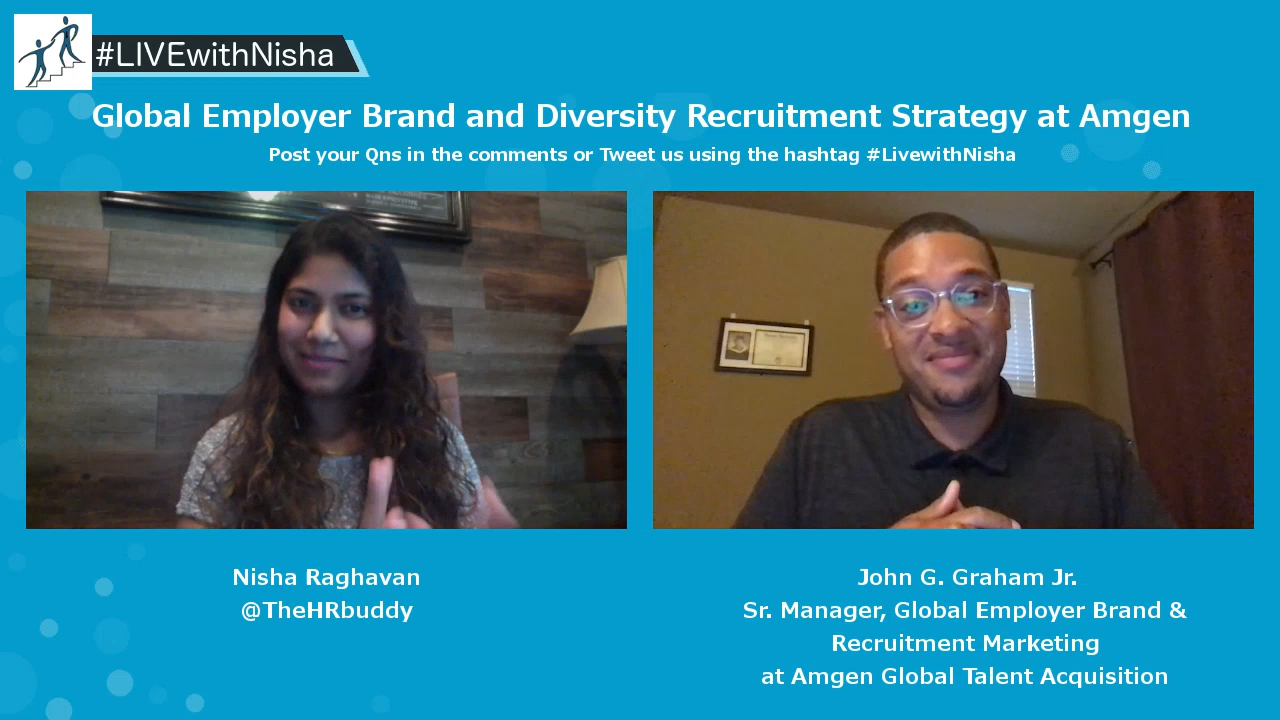 #LIVEwithNisha
Global Employer Brand and Diversity Recruitment Strategy at Amgen
Post your Qns in the comments or Tweet us using the hashtag #LivewithNisha
Nisha Raghavan
@TheHRbuddy
John G. Graham Jr.
Sr. Manager, Global Employer Brand &
Recruitment Marketing
at Amgen Global Talent Acquisition